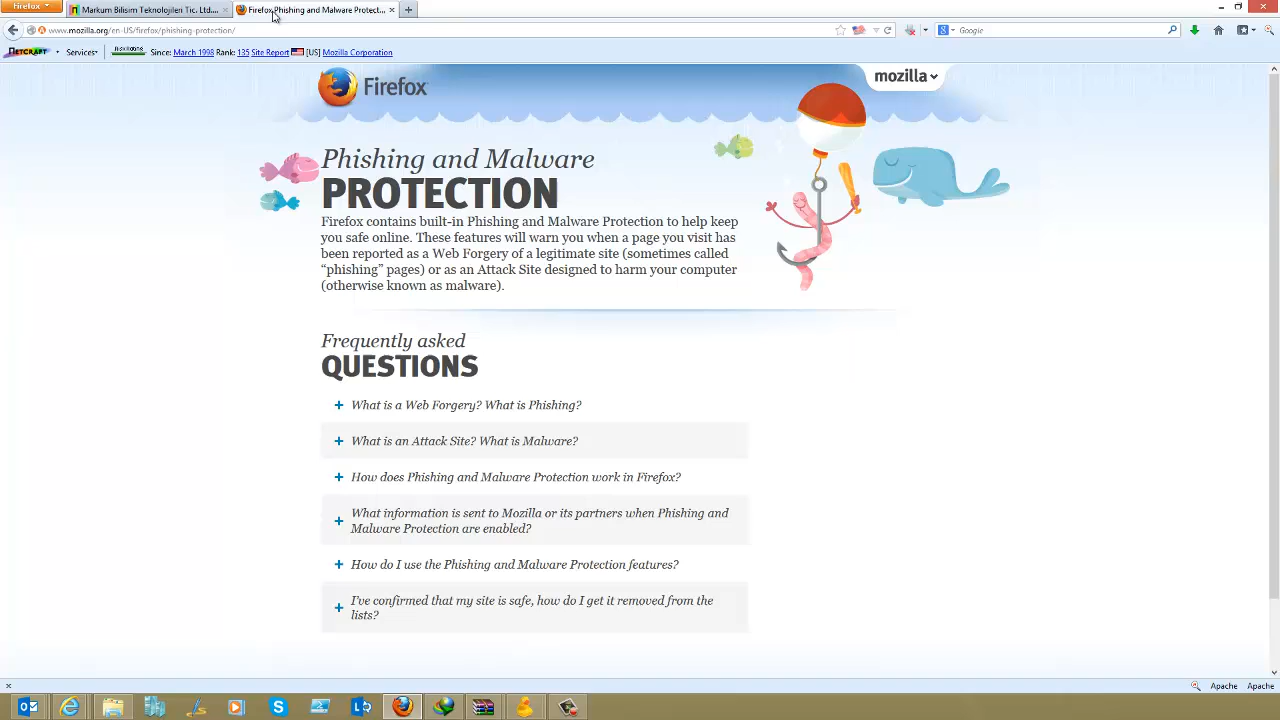 Firefox
Markum Bilisim Teknolojileri Tic. Ltd....
Firefox Phishing and Malware Protect...
www.mozilla.org/en-US/firefox/phishing-protection/
Google
NETCRAFT
Services
Risk Rating
Since: March 1998 Rank: 135 Site Report [US] Mozilla Corporation
Firefox
mozilla
Phishing and Malware
PROTECTION
Firefox contains built-in Phishing and Malware Protection to help keep
you safe online. These features will warn you when a page you visit has
been reported as a Web Forgery of a legitimate site (sometimes called
“phishing” pages) or as an Attack Site designed to harm your computer
(otherwise known as malware).
Frequently asked
QUESTIONS
+ What is a Web Forgery? What is Phishing?
+ What is an Attack Site? What is Malware?
+ How does Phishing and Malware Protection work in Firefox?
+ What information is sent to Mozilla or its partners when Phishing and
Malware Protection are enabled?
+ How do I use the Phishing and Malware Protection features?
+ I’ve confirmed that my site is safe, how do I get it removed from the
lists?
Apache Apache